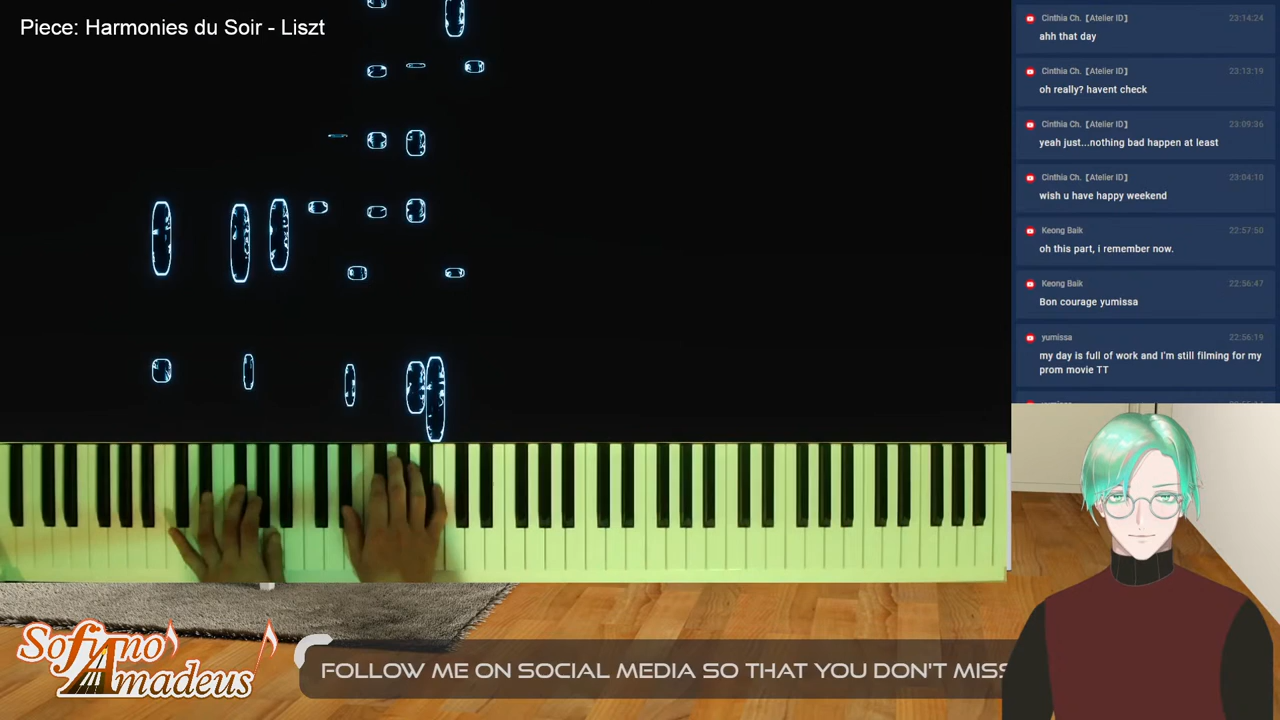 Piece: Harmonies du Soir - Liszt
Cinthia Ch.【Atelier ID】 23:14:24
ahh that day
Cinthia Ch.【Atelier ID】 23:13:19
oh really? havent check
Cinthia Ch.【Atelier ID】 23:09:36
yeah just...nothing bad happen at least
Cinthia Ch.【Atelier ID】 23:04:10
wish u have happy weekend
Keong Baik 22:57:50
oh this part, i remember now.
Keong Baik 22:56:47
Bon courage yumissa
yumissa 22:56:19
my day is full of work and I'm still filming for my
prom movie TT
Sofiano
Amadeus
FOLLOW ME ON SOCIAL MEDIA SO THAT YOU DON'T MISS